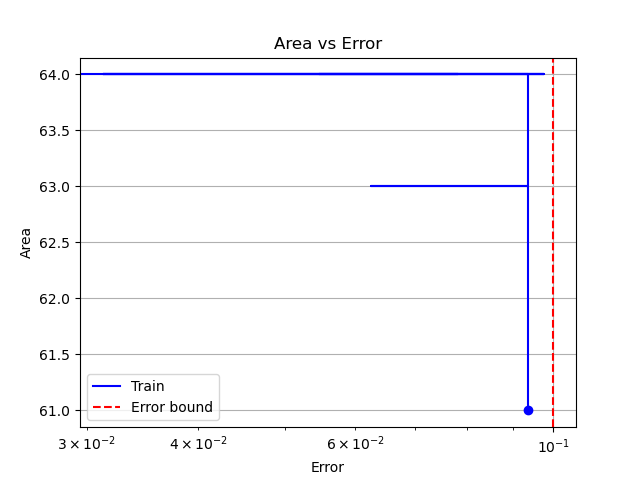 Area vs Error
64.0
63.5
63.0
62.5
62.0
61.5
61.0
Area
Train
Error bound
3 × 10⁻²
4 × 10⁻²
6 × 10⁻²
10⁻¹
Error